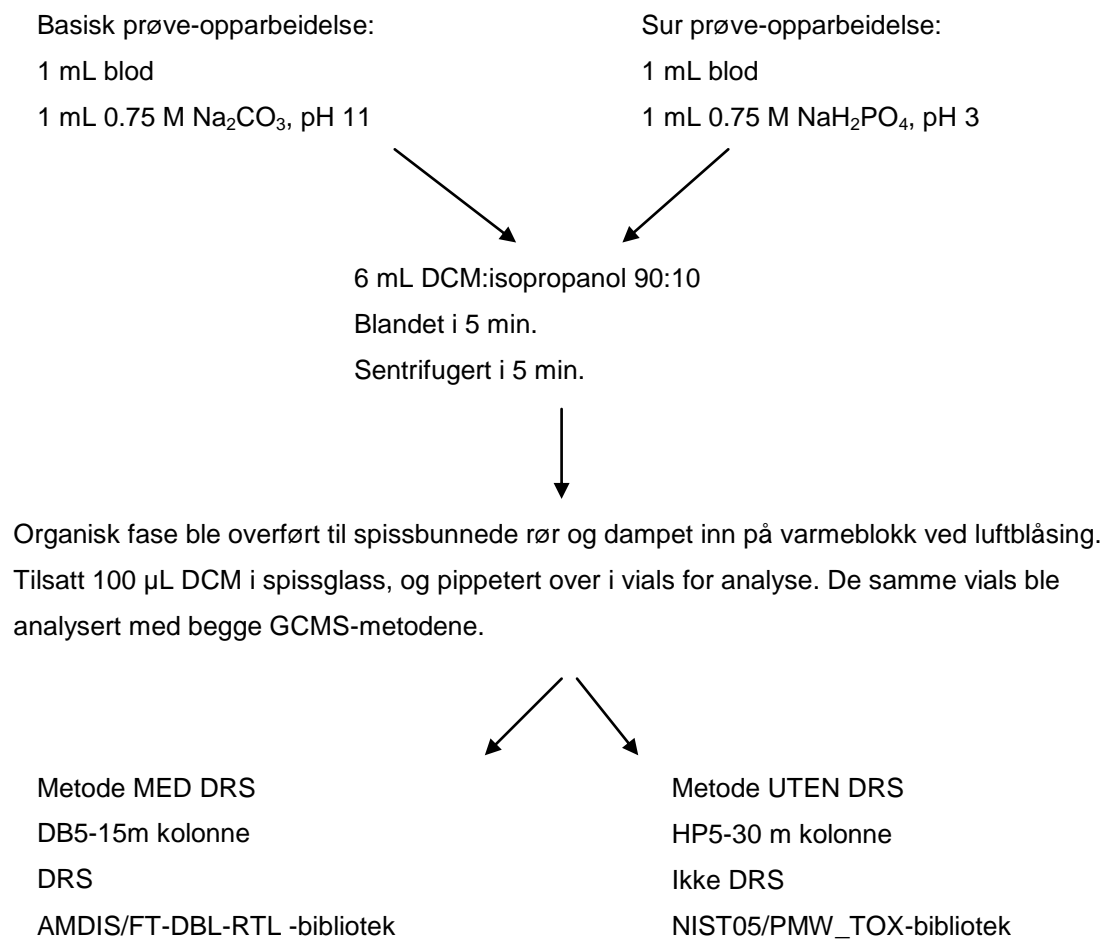 Basisk prøve-opparbeidelse:
1 mL blod
1 mL 0.75 M Na₂CO₃, pH 11
Sur prøve-opparbeidelse:
1 mL blod
1 mL 0.75 M NaH₂PO₄, pH 3
6 mL DCM:isopropanol 90:10
Blandet i 5 min.
Sentrifugert i 5 min.
Organisk fase ble overført til spissbunnede rør og dampet inn på varmeblokk ved luftblåsing.
Tilsatt 100 µL DCM i spissglass, og pippetert over i vials for analyse. De samme vials ble
analysert med begge GCMS-metodene.
Metode MED DRS
DB5-15m kolonne
DRS
AMDIS/FT-DBL-RTL -bibliotek
Metode UTEN DRS
HP5-30 m kolonne
Ikke DRS
NIST05/PMW_TOX-bibliotek